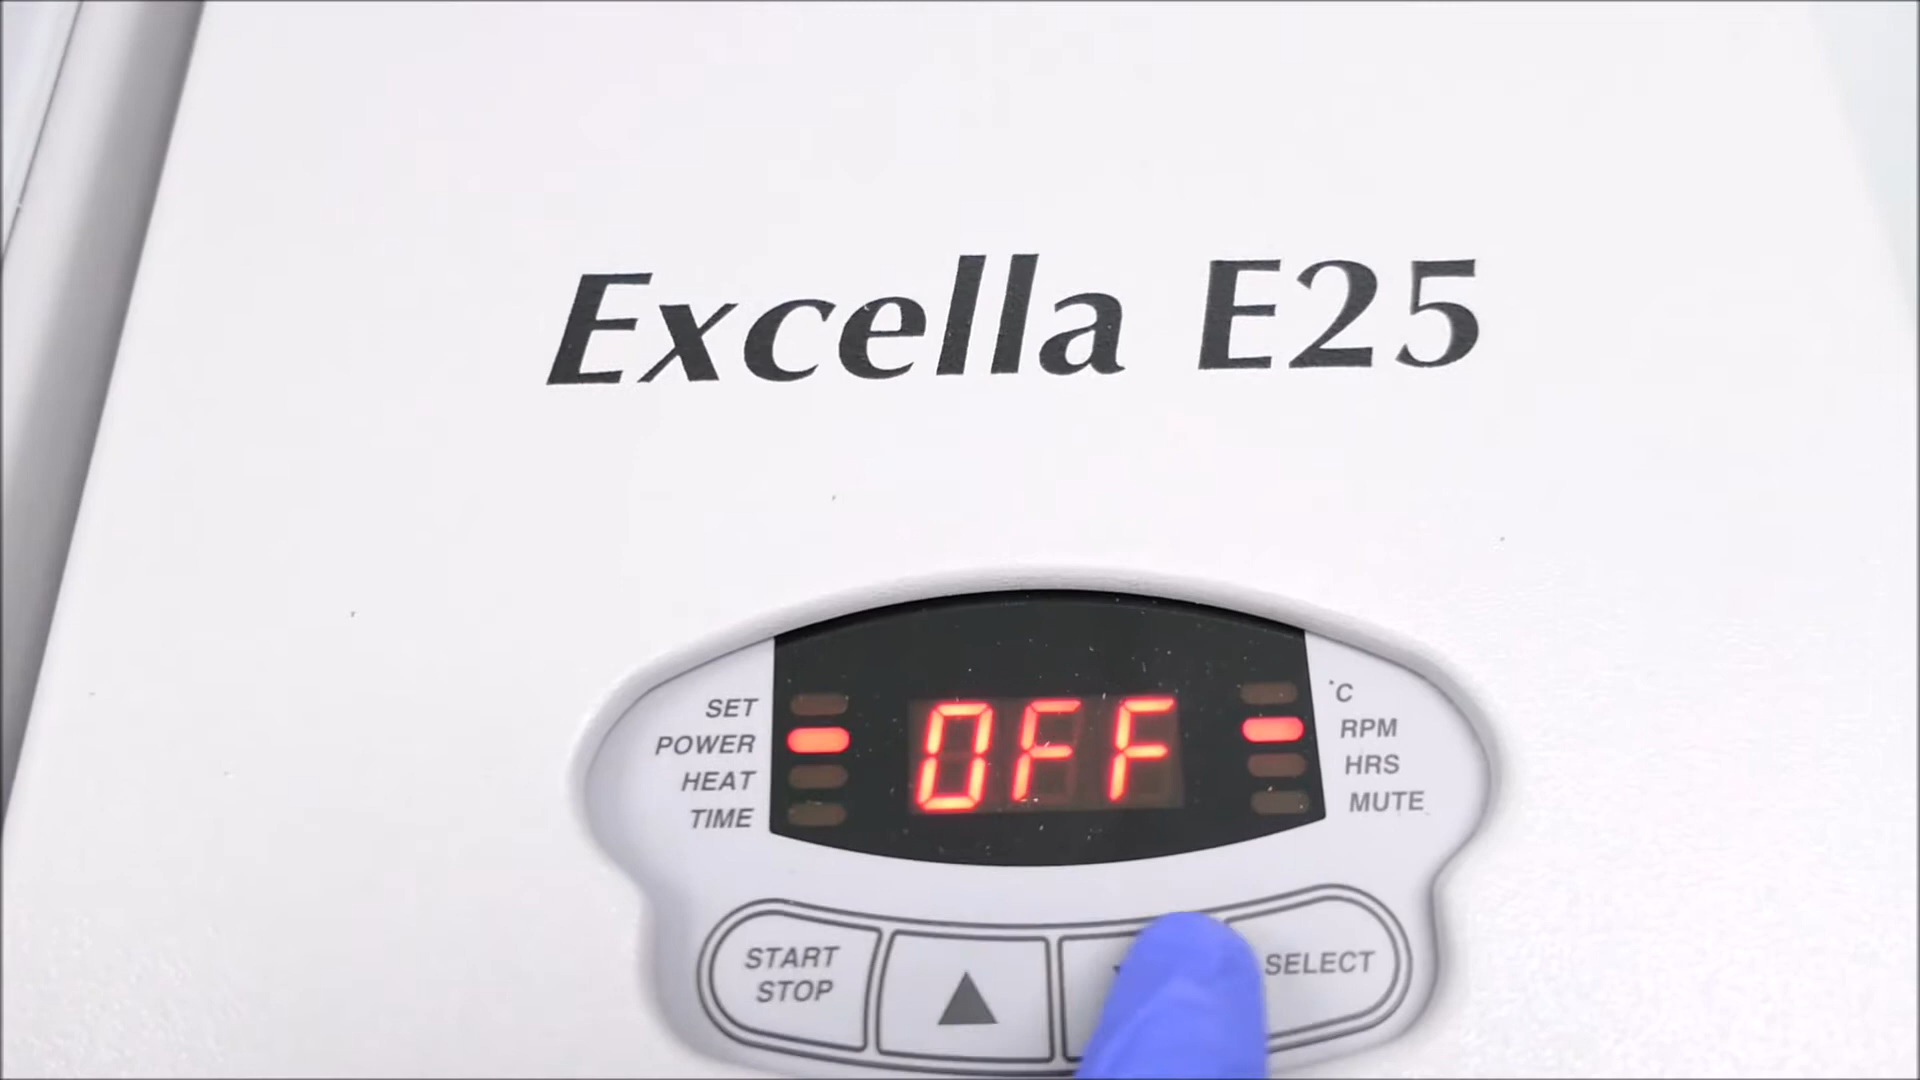 Excella E25
SET
POWER
HEAT
TIME
OFF
°C
RPM
HRS
MUTE
START
STOP
▲
SELECT